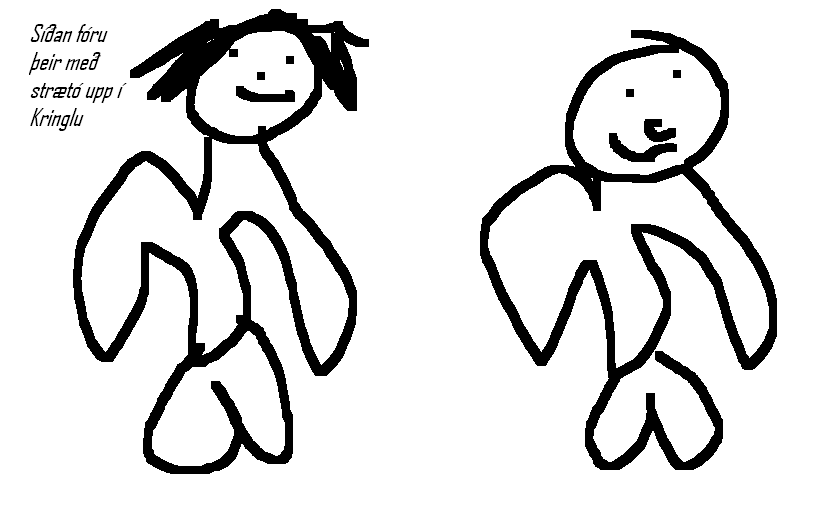 Síðan fóru
þeir með
strætó upp í
Kringlu